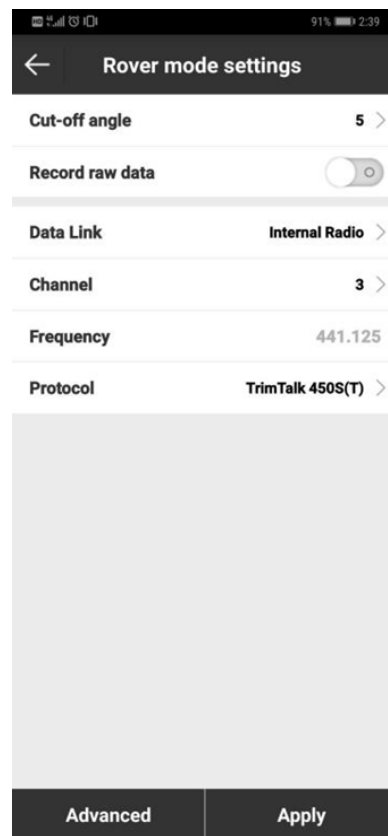 91% 2:39
Rover mode settings
Cut-off angle 5
Record raw data
Data Link Internal Radio
Channel 3
Frequency 441.125
Protocol TrimTalk 450S(T)
Advanced Apply